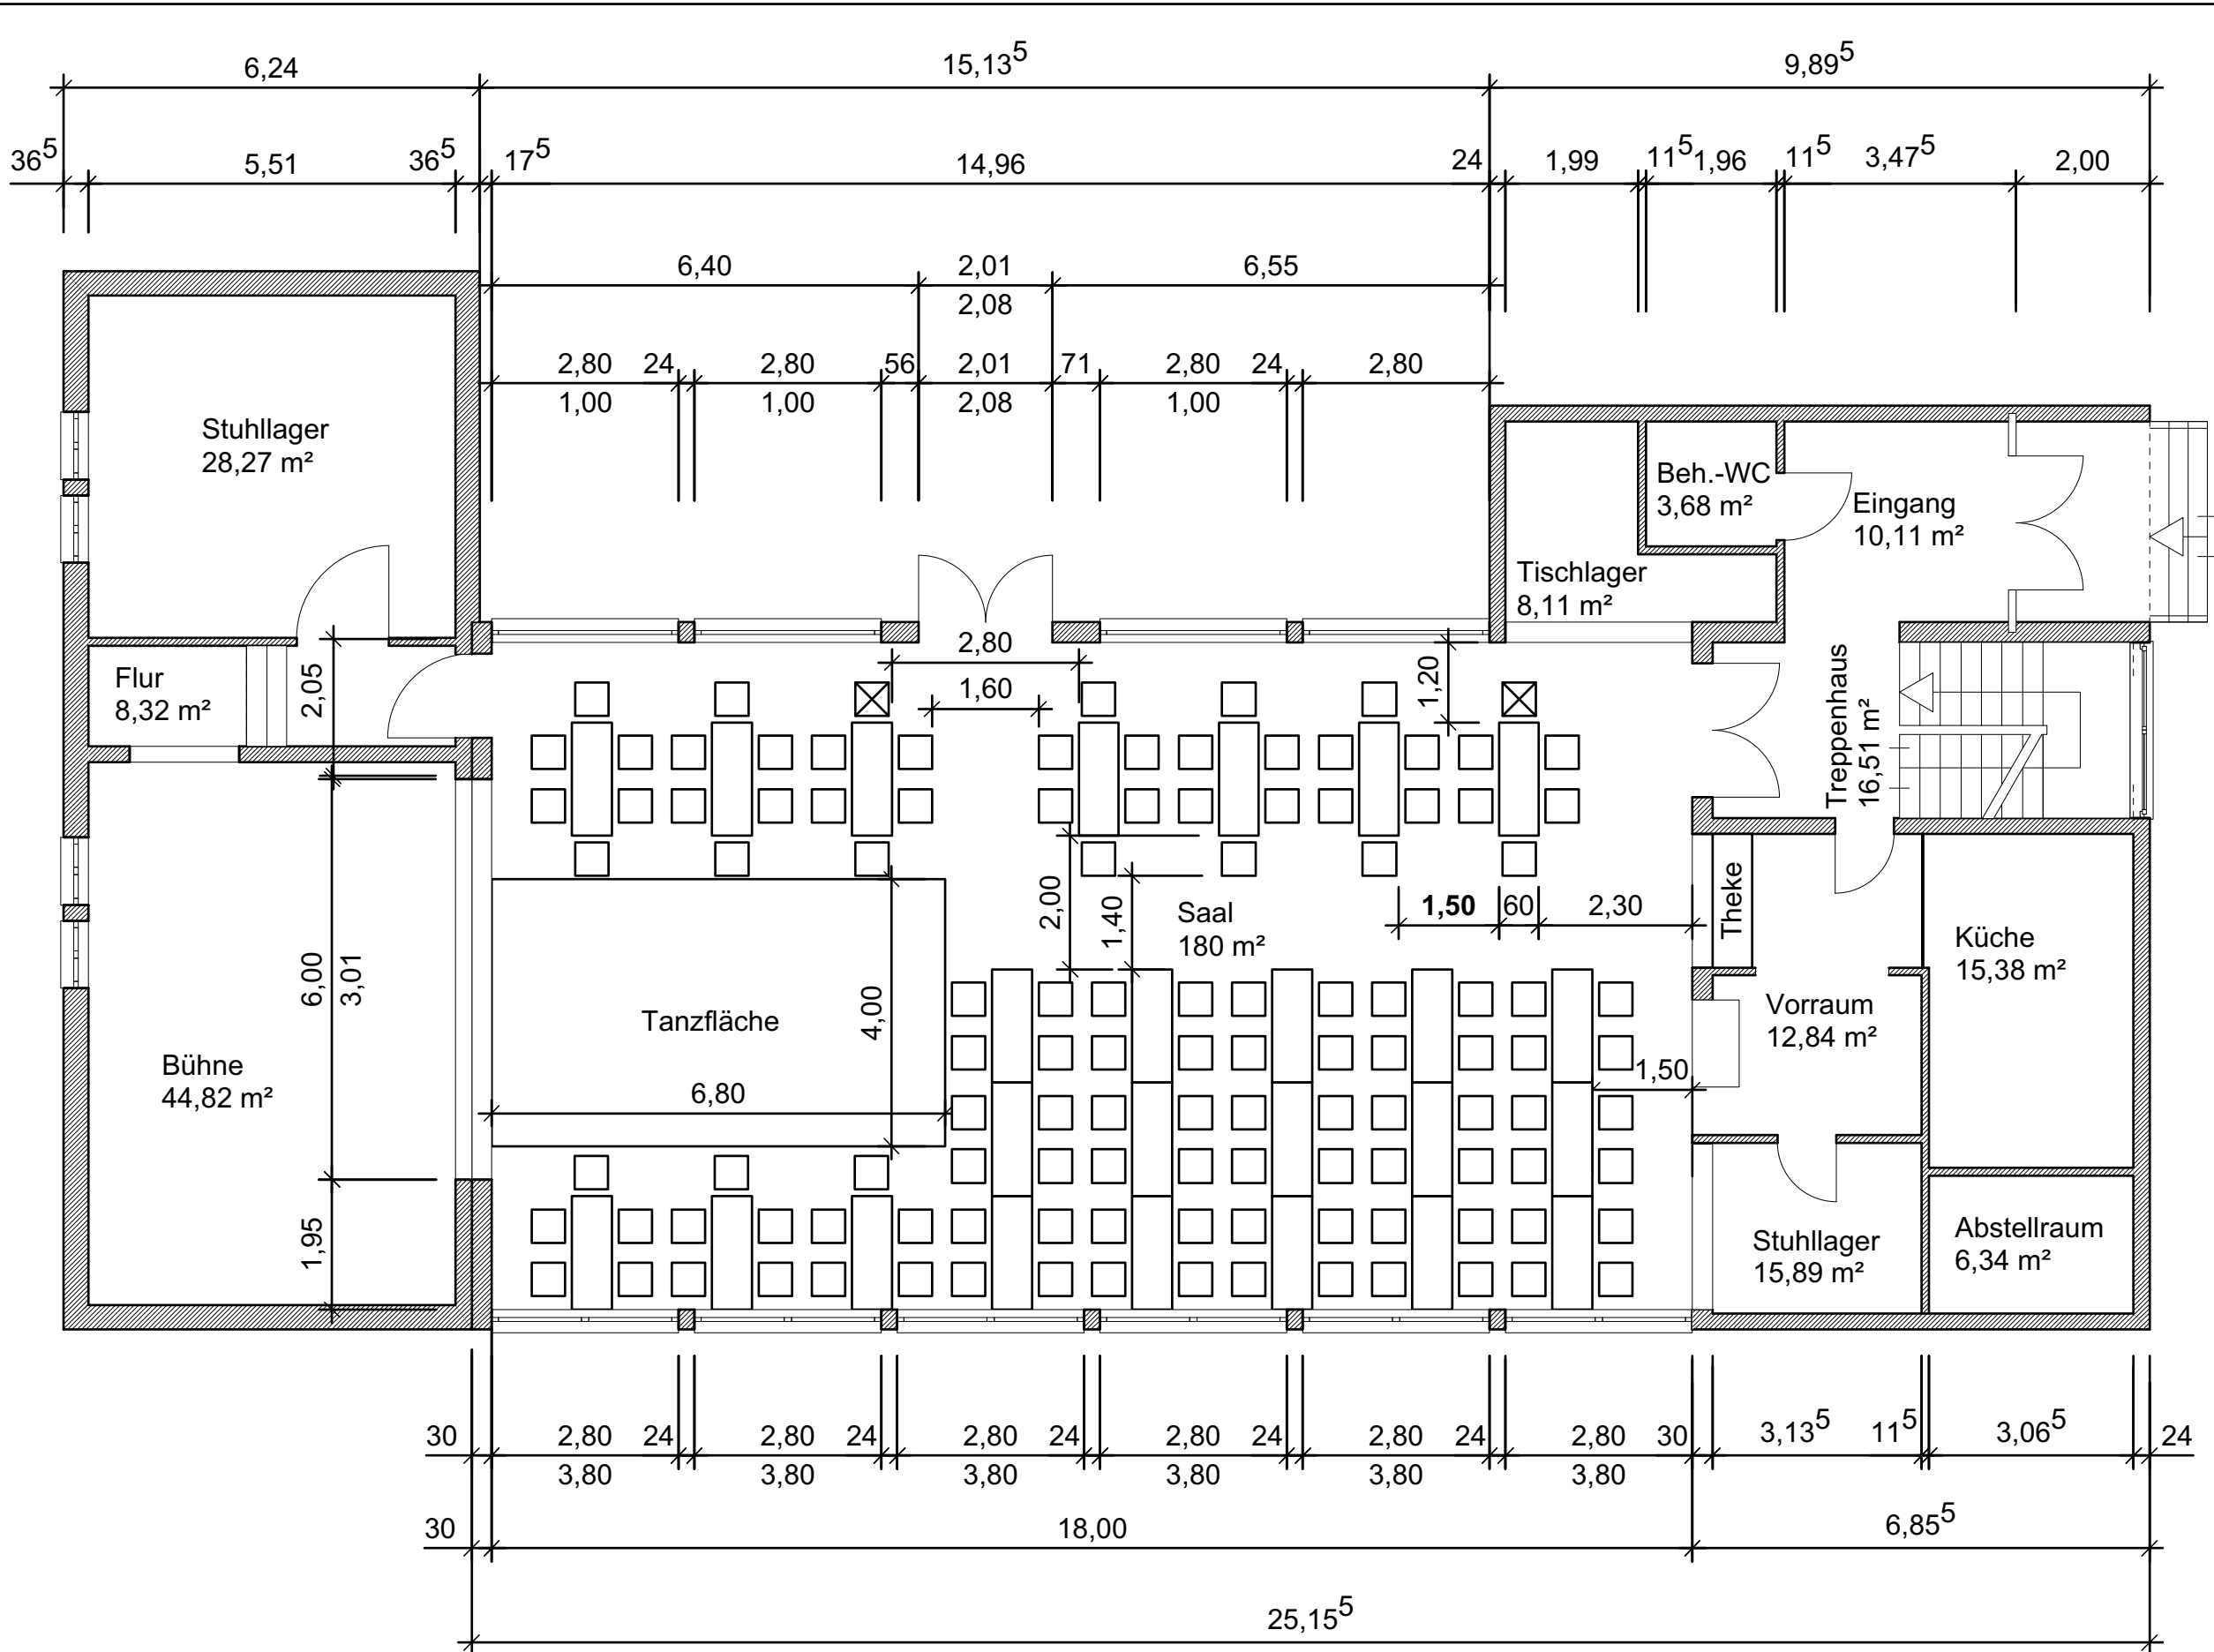 6,24
15,13⁵
9,89⁵
36⁵
5,51
36⁵
17⁵
14,96
24
1,99
11⁵
1,96
11⁵
3,47⁵
2,00
6,40
2,01
6,55
2,08
2,80
24
2,80
56
2,01
71
2,80
24
2,80
1,00
1,00
2,08
1,00
Stuhllager
28,27 m²
Beh.-WC
3,68 m²
Eingang
10,11 m²
Tischlager
8,11 m²
Flur
8,32 m²
2,05
2,80
1,60
1,20
Treppenhaus
16,51 m²
2,00
1,40
Saal
180 m²
1,50
60
2,30
Theke
Küche
15,38 m²
6,00
3,01
Tanzfläche
4,00
Vorraum
12,84 m²
Bühne
44,82 m²
6,80
1,50
1,95
Stuhllager
15,89 m²
Abstellraum
6,34 m²
30
2,80
24
2,80
24
2,80
24
2,80
24
2,80
24
2,80
30
3,13⁵
11⁵
3,06⁵
24
3,80
3,80
3,80
3,80
3,80
3,80
30
18,00
6,85⁵
25,15⁵